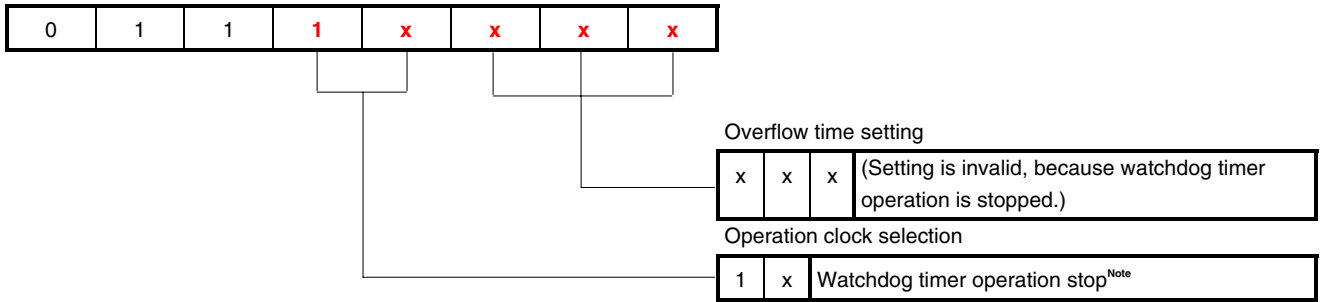 0 1 1 1 x x x x
Overflow time setting
x x x (Setting is invalid, because watchdog timer
operation is stopped.)
Operation clock selection
1 x Watchdog timer operation stopNote